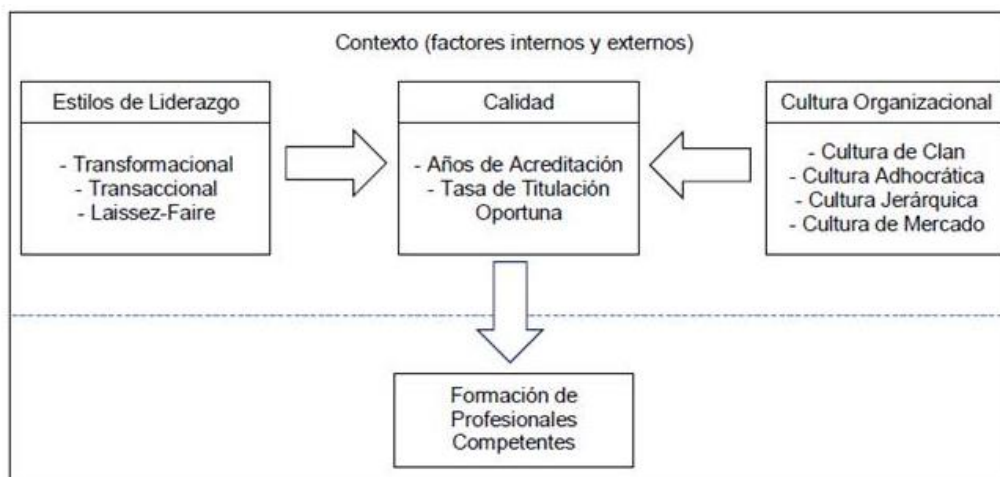 Contexto (factores internos y externos)
Estilos de Liderazgo
- Transformacional
- Transaccional
- Laissez-Faire
Calidad
- Años de Acreditación
- Tasa de Titulación
Oportuna
Cultura Organizacional
- Cultura de Clan
- Cultura Adhocrática
- Cultura Jerárquica
- Cultura de Mercado
Formación de
Profesionales
Competentes